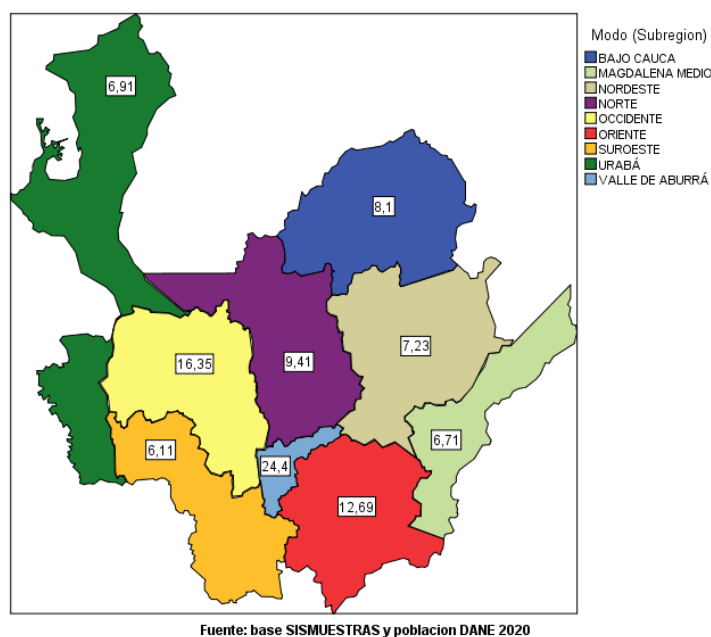 Modo (Subregion)
BAJO CAUCA
MAGDALENA MEDIO
NORDESTE
NORTE
OCCIDENTE
ORIENTE
SUROESTE
URABÁ
VALLE DE ABURRÁ
6,91
8,1
16,35
9,41
7,23
6,11
24,4
6,71
12,69
Fuente: base SISMUESTRAS y poblacion DANE 2020